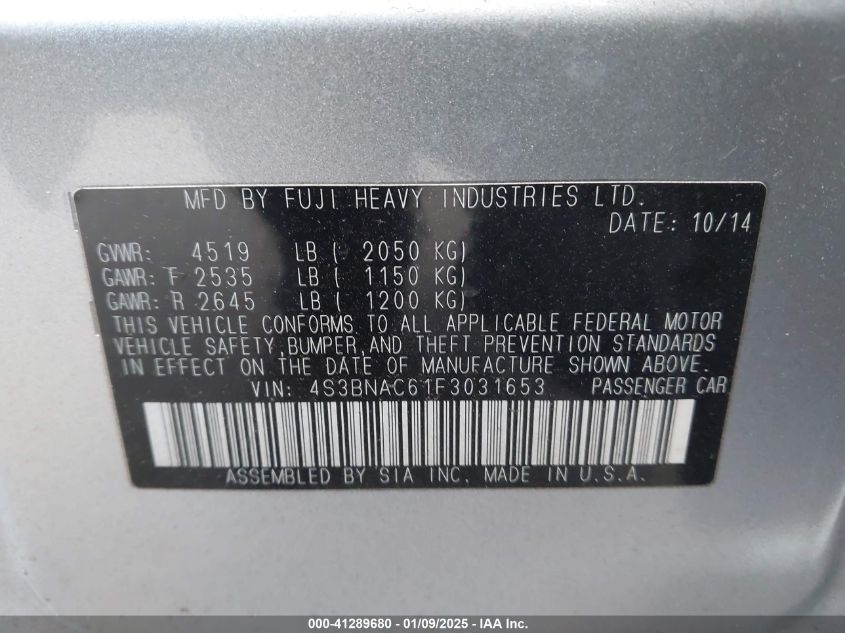 MFD BY FUJI HEAVY INDUSTRIES LTD.
DATE: 10/14
GVWR: 4519 LB ( 2050 KG)
GAWR: F 2535 LB ( 1150 KG)
GAWR: R 2645 LB ( 1200 KG)
THIS VEHICLE CONFORMS TO ALL APPLICABLE FEDERAL MOTOR
VEHICLE SAFETY,BUMPER,AND THEFT PREVENTION STANDARDS
IN EFFECT ON THE DATE OF MANUFACTURE SHOWN ABOVE.
VIN: 4S3BNAC61F3031653 PASSENGER CAR
ASSEMBLED BY SIA INC. MADE IN U.S.A.
000-41289680 - 01/09/2025 - IAA Inc.